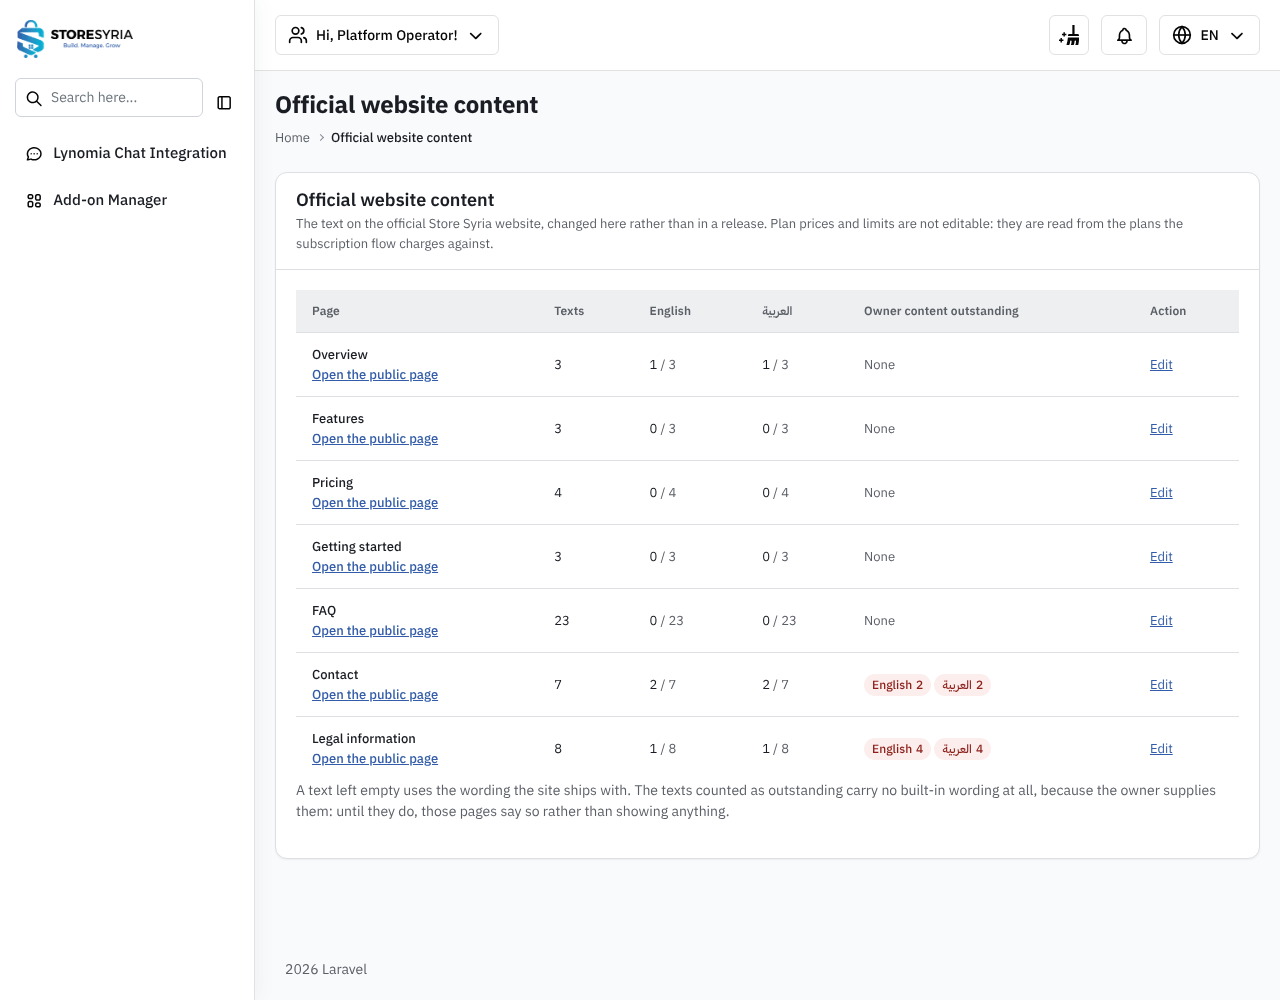 STORESYRIA
Build. Manage. Grow
Hi, Platform Operator!
EN
Search here...
Lynomia Chat Integration
Add-on Manager
Official website content
Home > Official website content
Official website content
The text on the official Store Syria website, changed here rather than in a release. Plan prices and limits are not editable: they are read from the plans the
subscription flow charges against.
Page Texts English العربية Owner content outstanding Action
Overview
Open the public page
3 1 / 3 1 / 3 None Edit
Features
Open the public page
3 0 / 3 0 / 3 None Edit
Pricing
Open the public page
4 0 / 4 0 / 4 None Edit
Getting started
Open the public page
3 0 / 3 0 / 3 None Edit
FAQ
Open the public page
23 0 / 23 0 / 23 None Edit
Contact
Open the public page
7 2 / 7 2 / 7 English 2 العربية 2 Edit
Legal information
Open the public page
8 1 / 8 1 / 8 English 4 العربية 4 Edit
A text left empty uses the wording the site ships with. The texts counted as outstanding carry no built-in wording at all, because the owner supplies
them: until they do, those pages say so rather than showing anything.
2026 Laravel